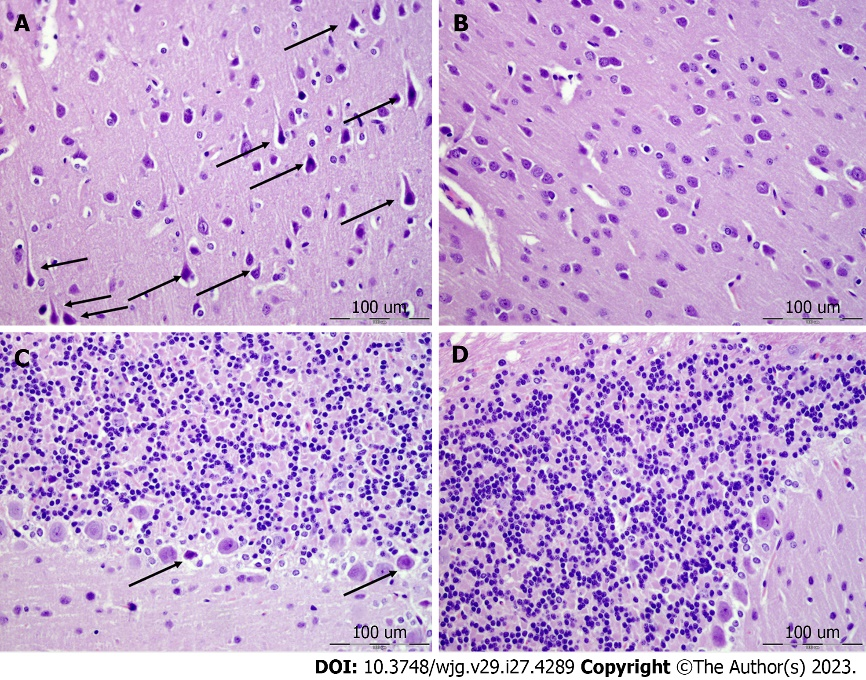 A
B
100 um
100 um
C
D
100 um
100 um
DOI: 10.3748/wjg.v29.i27.4289 Copyright ©The Author(s) 2023.